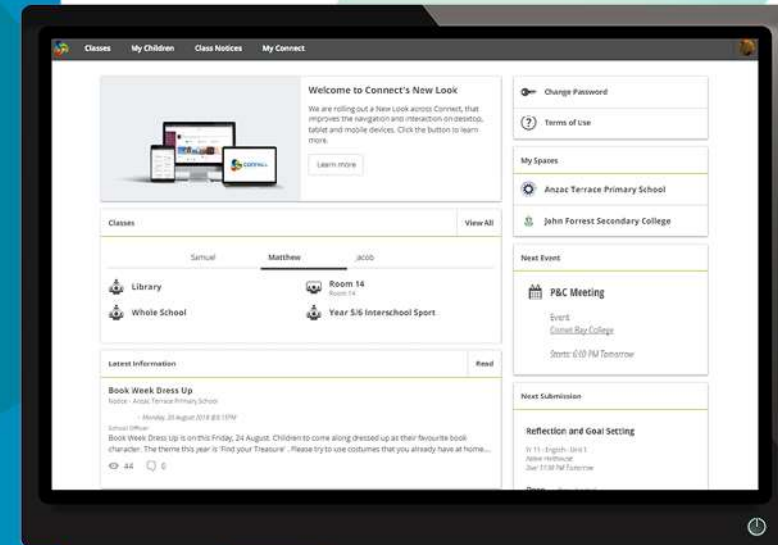 Classes My Children Class Notices My Connect
Welcome to Connect's New Look
We are rolling out a New Look across Connect, that
improves the navigation and interaction on desktop,
tablet and mobile devices. Click the button to learn
more.
Learn more
CONNECT
Classes
View All
Samuel Matthew Jacob
Library
Room 14
Room 14
Whole School
Year 5/6 Interschool Sport
Latest Information
Read
Book Week Dress Up
Notice - Anzac Terrace Primary School
- Monday, 20 August 2018 @3:15PM
School Officer
Book Week Dress Up is on this Friday, 24 August. Children to come along dressed up as their favourite book
character. The theme this year is 'Find your Treasure'. Please try to use costumes that you already have at home....
44 0
Change Password
Terms of Use
My Spaces
Anzac Terrace Primary School
John Forrest Secondary College
Next Event
P&C Meeting
Event
Comet Bay College
Starts: 6:00 PM Tomorrow
Next Submission
Reflection and Goal Setting
Yr 11 - English - Unit 1
Due: 11:00 PM Tomorrow